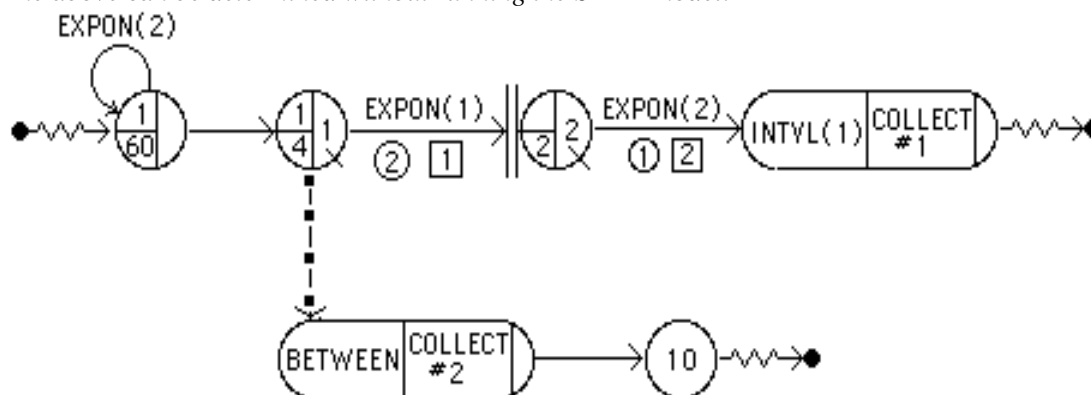 EXPON(2)
1
60
1
4
1
EXPON(1)
2
1
2
2
EXPON(2)
1
2
INTVL(1)
COLLECT
#1
BETWEEN
COLLECT
#2
10